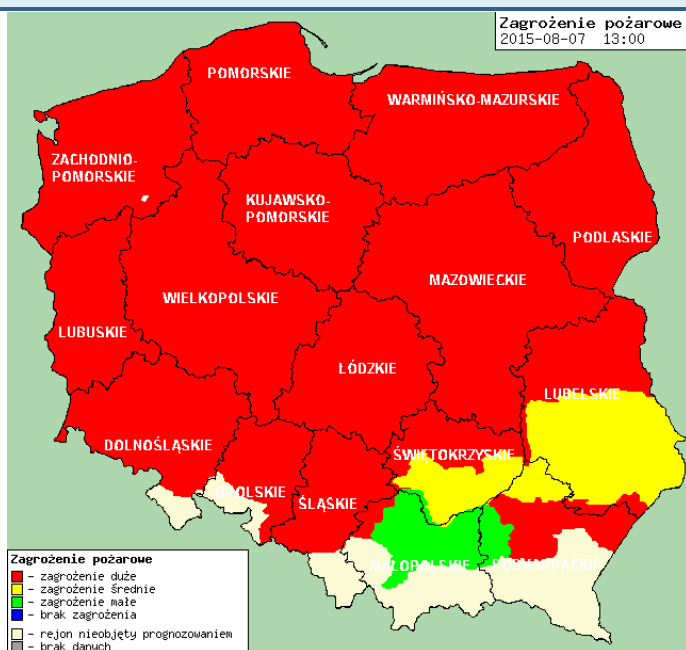 Zagrożenie pożarowe
2015-08-07 13:00
POMORSKIE
WARMIŃSKO-MAZURSKIE
ZACHODNIO-
POMORSKIE
KUJAWSKO-
POMORSKIE
PODLASKIE
MAZOWIECKIE
WIELKOPOLSKIE
LUBUSKIE
ŁÓDZKIE
LUBELSKIE
DOLNOŚLĄSKIE
ŚWIĘTOKRZYSKIE
OPOLSKIE
ŚLĄSKIE
MAŁOPOLSKIE
PODKARPACKIE
Zagrożenie pożarowe
- zagrożenie duże
- zagrożenie średnie
- zagrożenie małe
- brak zagrożenia
- rejon nieobjęty prognozowaniem
- brak danych